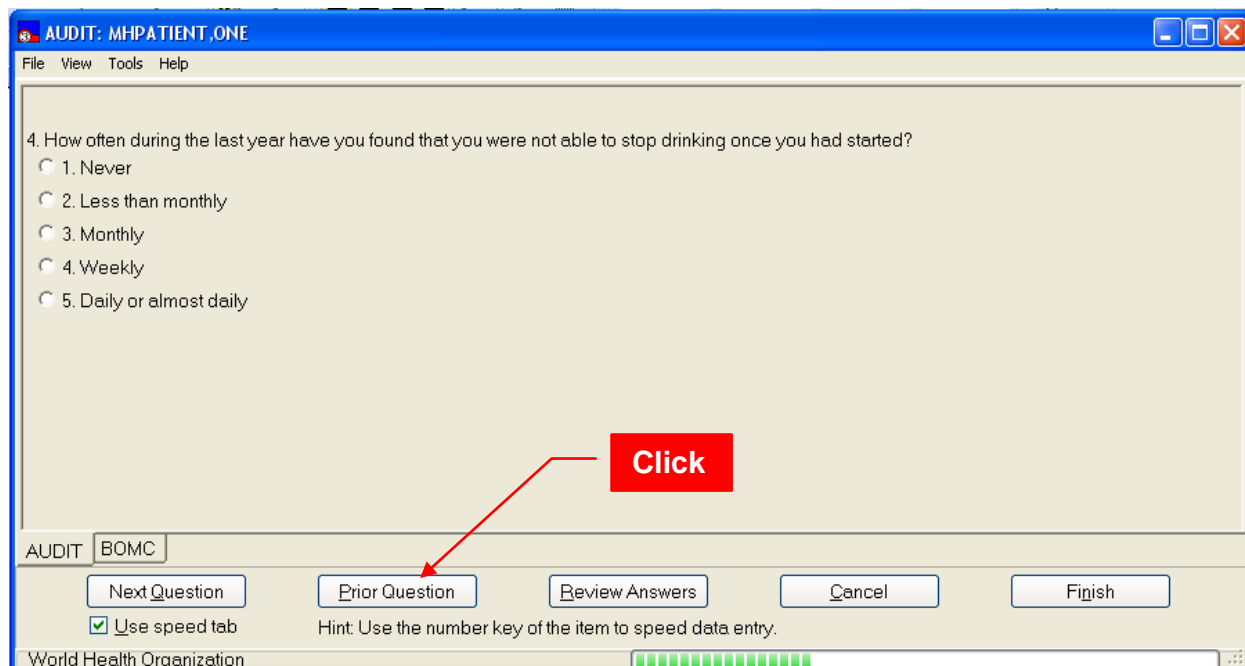 AUDIT: MHPATIENT,ONE
File View Tools Help
4. How often during the last year have you found that you were not able to stop drinking once you had started?
1. Never
2. Less than monthly
3. Monthly
4. Weekly
5. Daily or almost daily
Click
AUDIT BOMC
Next Question Prior Question Review Answers Cancel Finish
Use speed tab Hint: Use the number key of the item to speed data entry.
World Health Organization